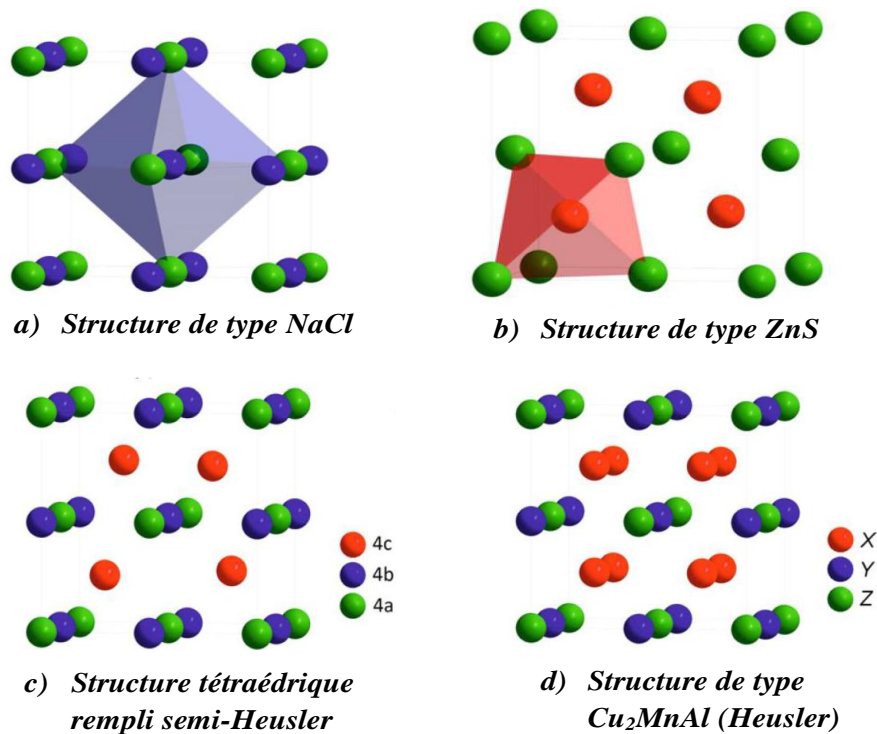 a) Structure de type NaCl
b) Structure de type ZnS
4c
4b
4a
c) Structure tétraédrique
rempli semi-Heusler
X
Y
Z
d) Structure de type
Cu₂MnAl (Heusler)